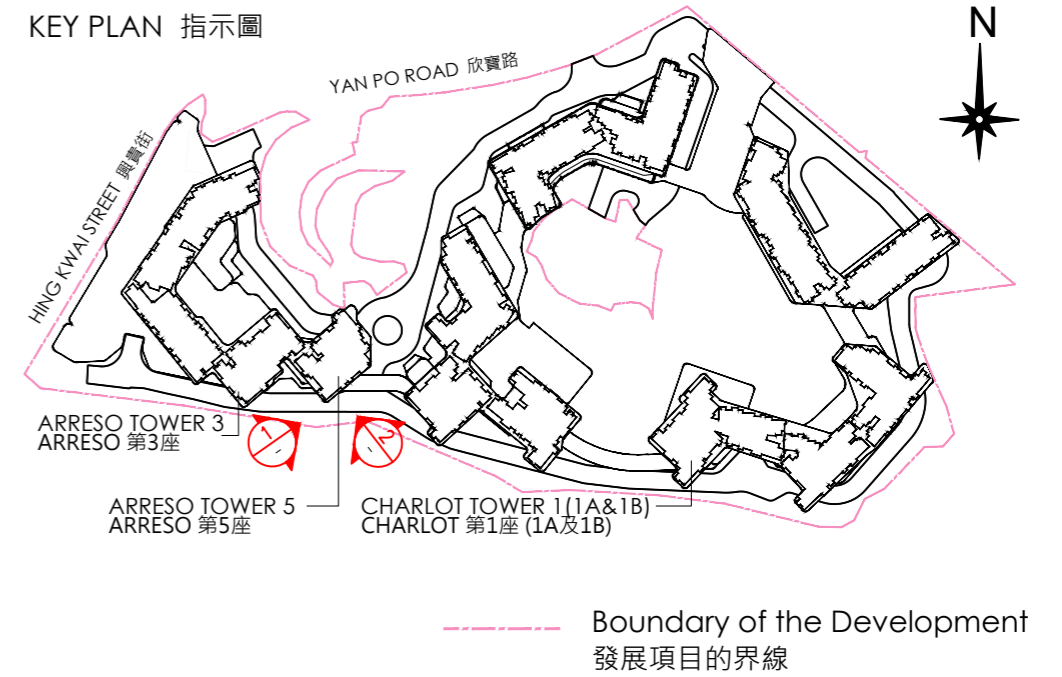 KEY PLAN 指示圖
N
YAN PO ROAD 欣寶路
HING KWAI STREET 興貴街
ARRESO TOWER 3
ARRESO 第3座
1
-
2
-
ARRESO TOWER 5
ARRESO 第5座
CHARLOT TOWER 1(1A&1B)
CHARLOT 第1座 (1A及1B)
Boundary of the Development
發展項目的界線